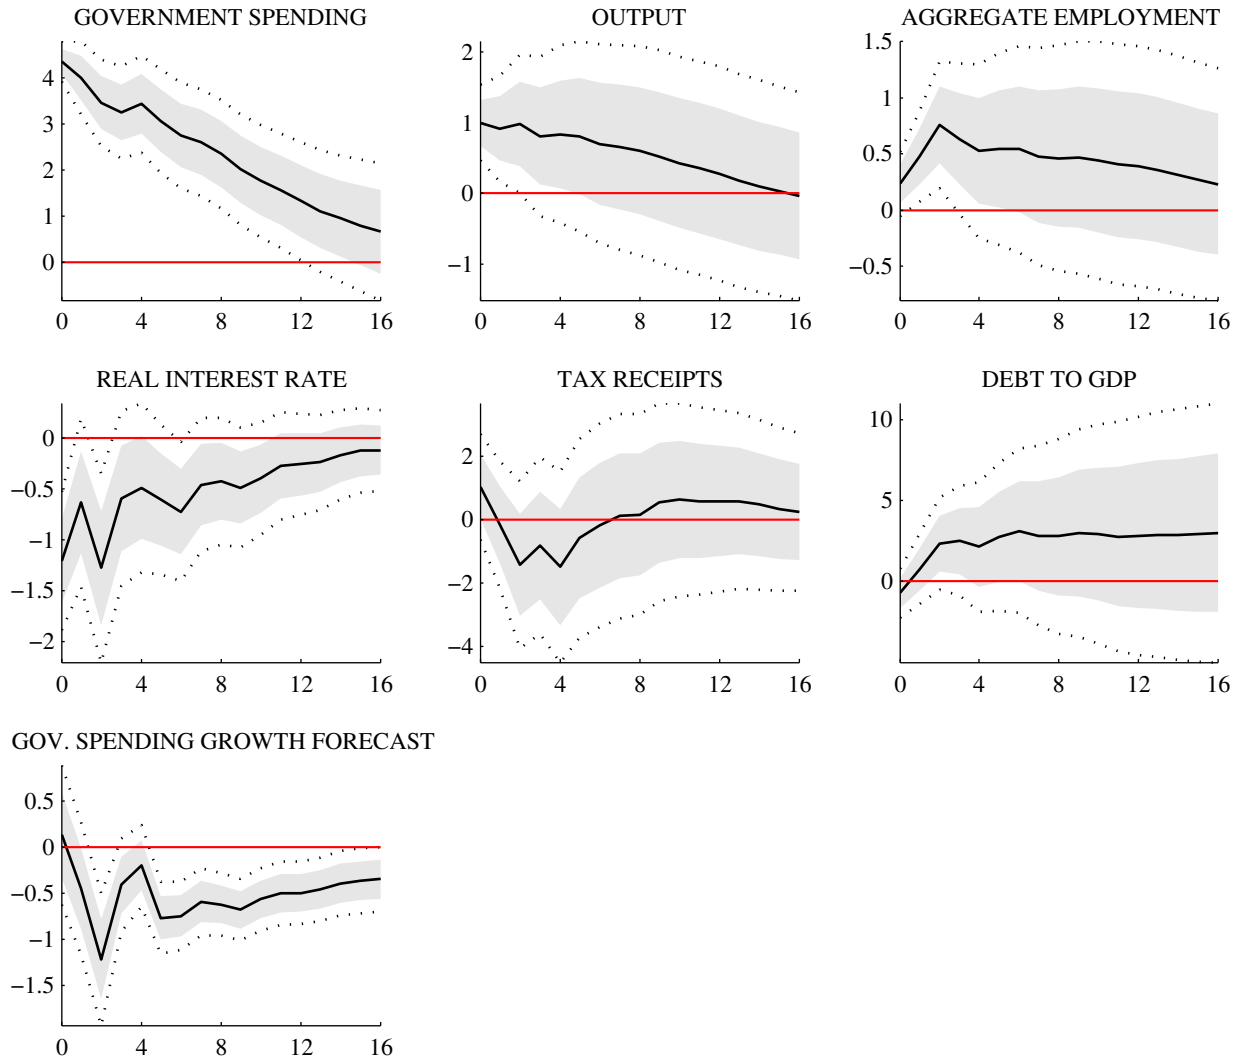 GOVERNMENT SPENDING
4
3
2
1
0
0 4 8 12 16
OUTPUT
2
1
0
−1
0 4 8 12 16
AGGREGATE EMPLOYMENT
1.5
1
0.5
0
−0.5
0 4 8 12 16
REAL INTEREST RATE
0
−0.5
−1
−1.5
−2
0 4 8 12 16
TAX RECEIPTS
2
0
−2
−4
0 4 8 12 16
DEBT TO GDP
10
5
0
0 4 8 12 16
GOV. SPENDING GROWTH FORECAST
0.5
0
−0.5
−1
−1.5
0 4 8 12 16